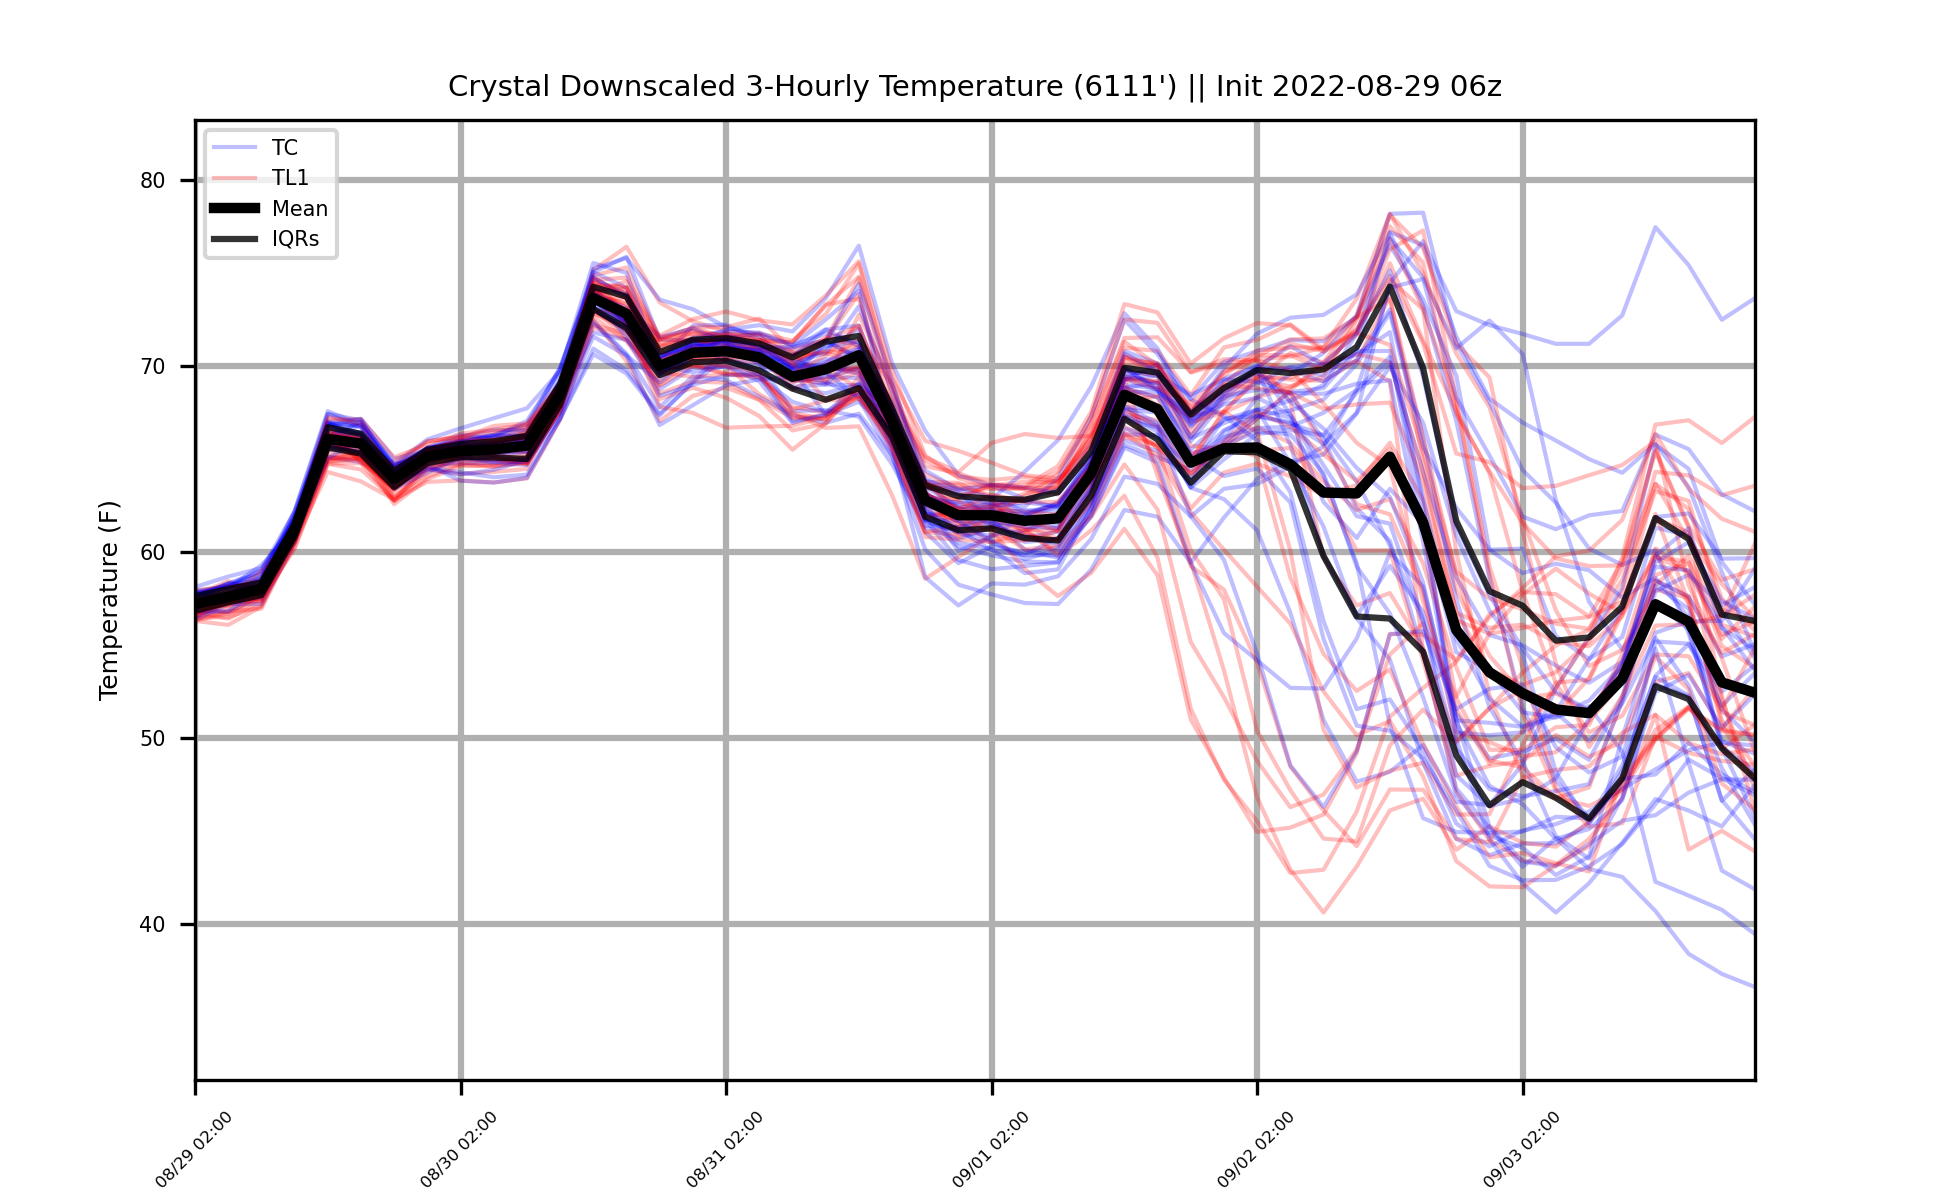 Crystal Downscaled 3-Hourly Temperature (6111') || Init 2022-08-29 06z
TC
TL1
Mean
IQRs
Temperature (F)
80
70
60
50
40
08/29 02:00
08/30 02:00
08/31 02:00
09/01 02:00
09/02 02:00
09/03 02:00